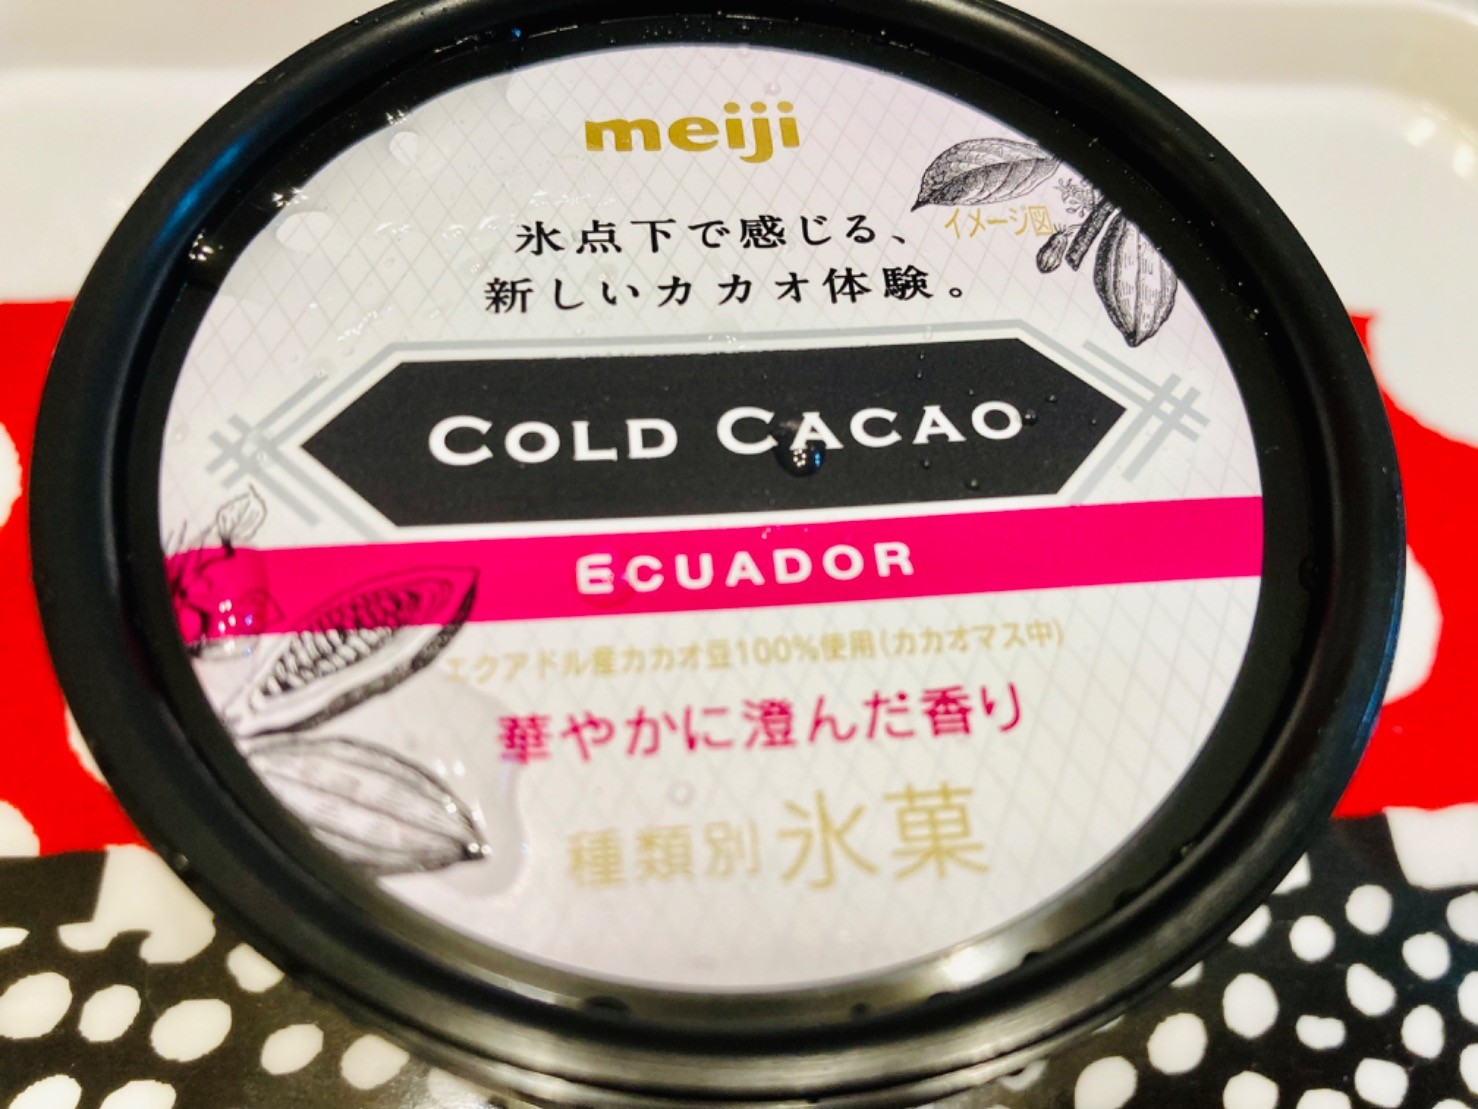 meiji
氷点下で感じる、
イメージ図
新しいカカオ体験。
COLD CACAO
ECUADOR
エクアドル産カカオ豆100%使用(カカオマス中)
華やかに澄んだ香り
種類別 氷菓